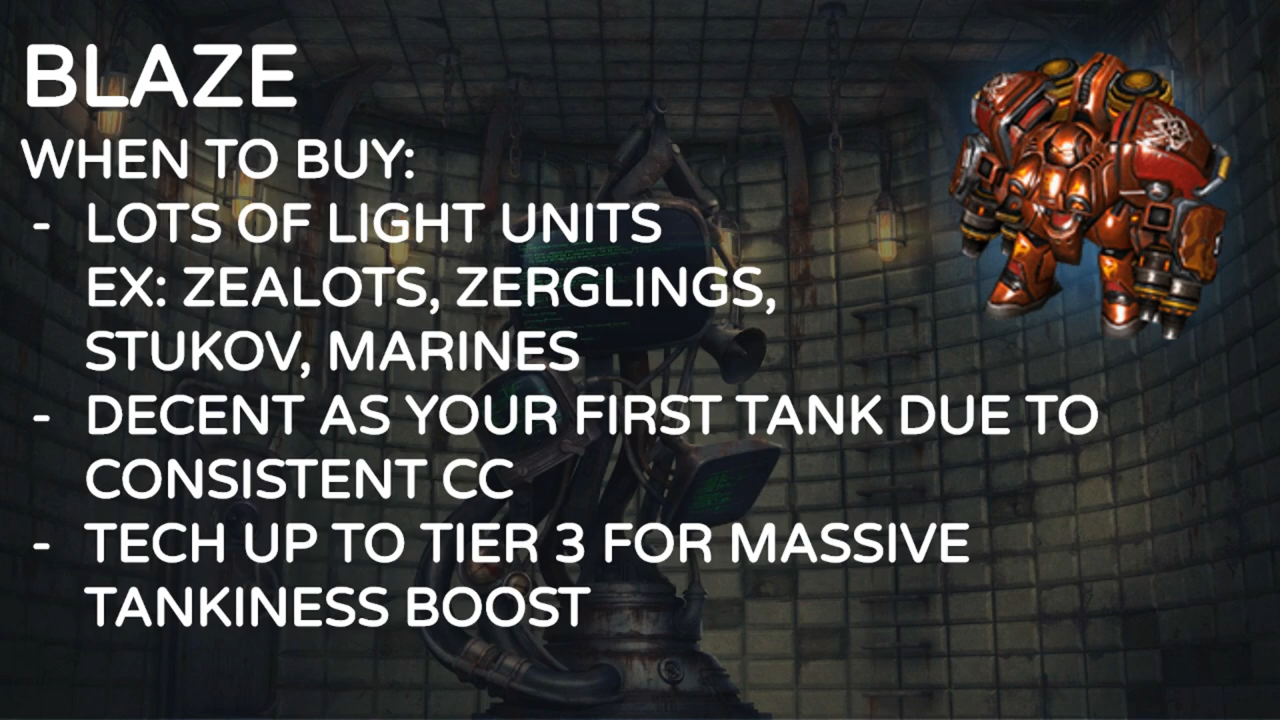 BLAZE
WHEN TO BUY:
- LOTS OF LIGHT UNITS
EX: ZEALOTS, ZERGLINGS,
STUKOV, MARINES
- DECENT AS YOUR FIRST TANK DUE TO
CONSISTENT CC
- TECH UP TO TIER 3 FOR MASSIVE
TANKINESS BOOST